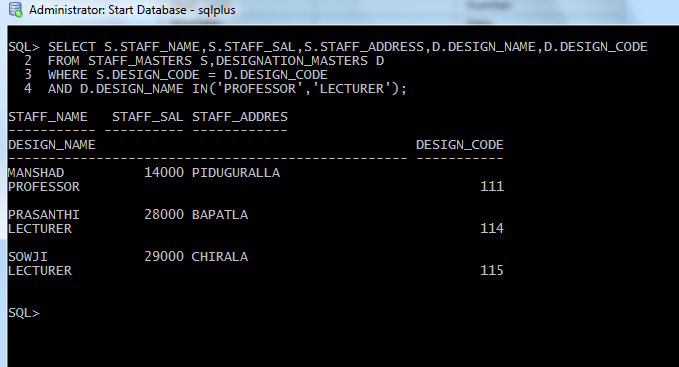 Number
Administrator: Start Database - sqlplus
SQL> SELECT S.STAFF_NAME,S.STAFF_SAL,S.STAFF_ADDRESS,D.DESIGN_NAME,D.DESIGN_CODE
2 FROM STAFF_MASTERS S,DESIGNATION_MASTERS D
3 WHERE S.DESIGN_CODE = D.DESIGN_CODE
4 AND D.DESIGN_NAME IN('PROFESSOR','LECTURER');
STAFF_NAME STAFF_SAL STAFF_ADDRES
----------- ---------- ------------
DESIGN_NAME DESIGN_CODE
-------------------------------------------------- -----------
MANSHAD 14000 PIDUGURALLA
PROFESSOR 111
PRASANTHI 28000 BAPATLA
LECTURER 114
SOWJI 29000 CHIRALA
LECTURER 115
SQL>